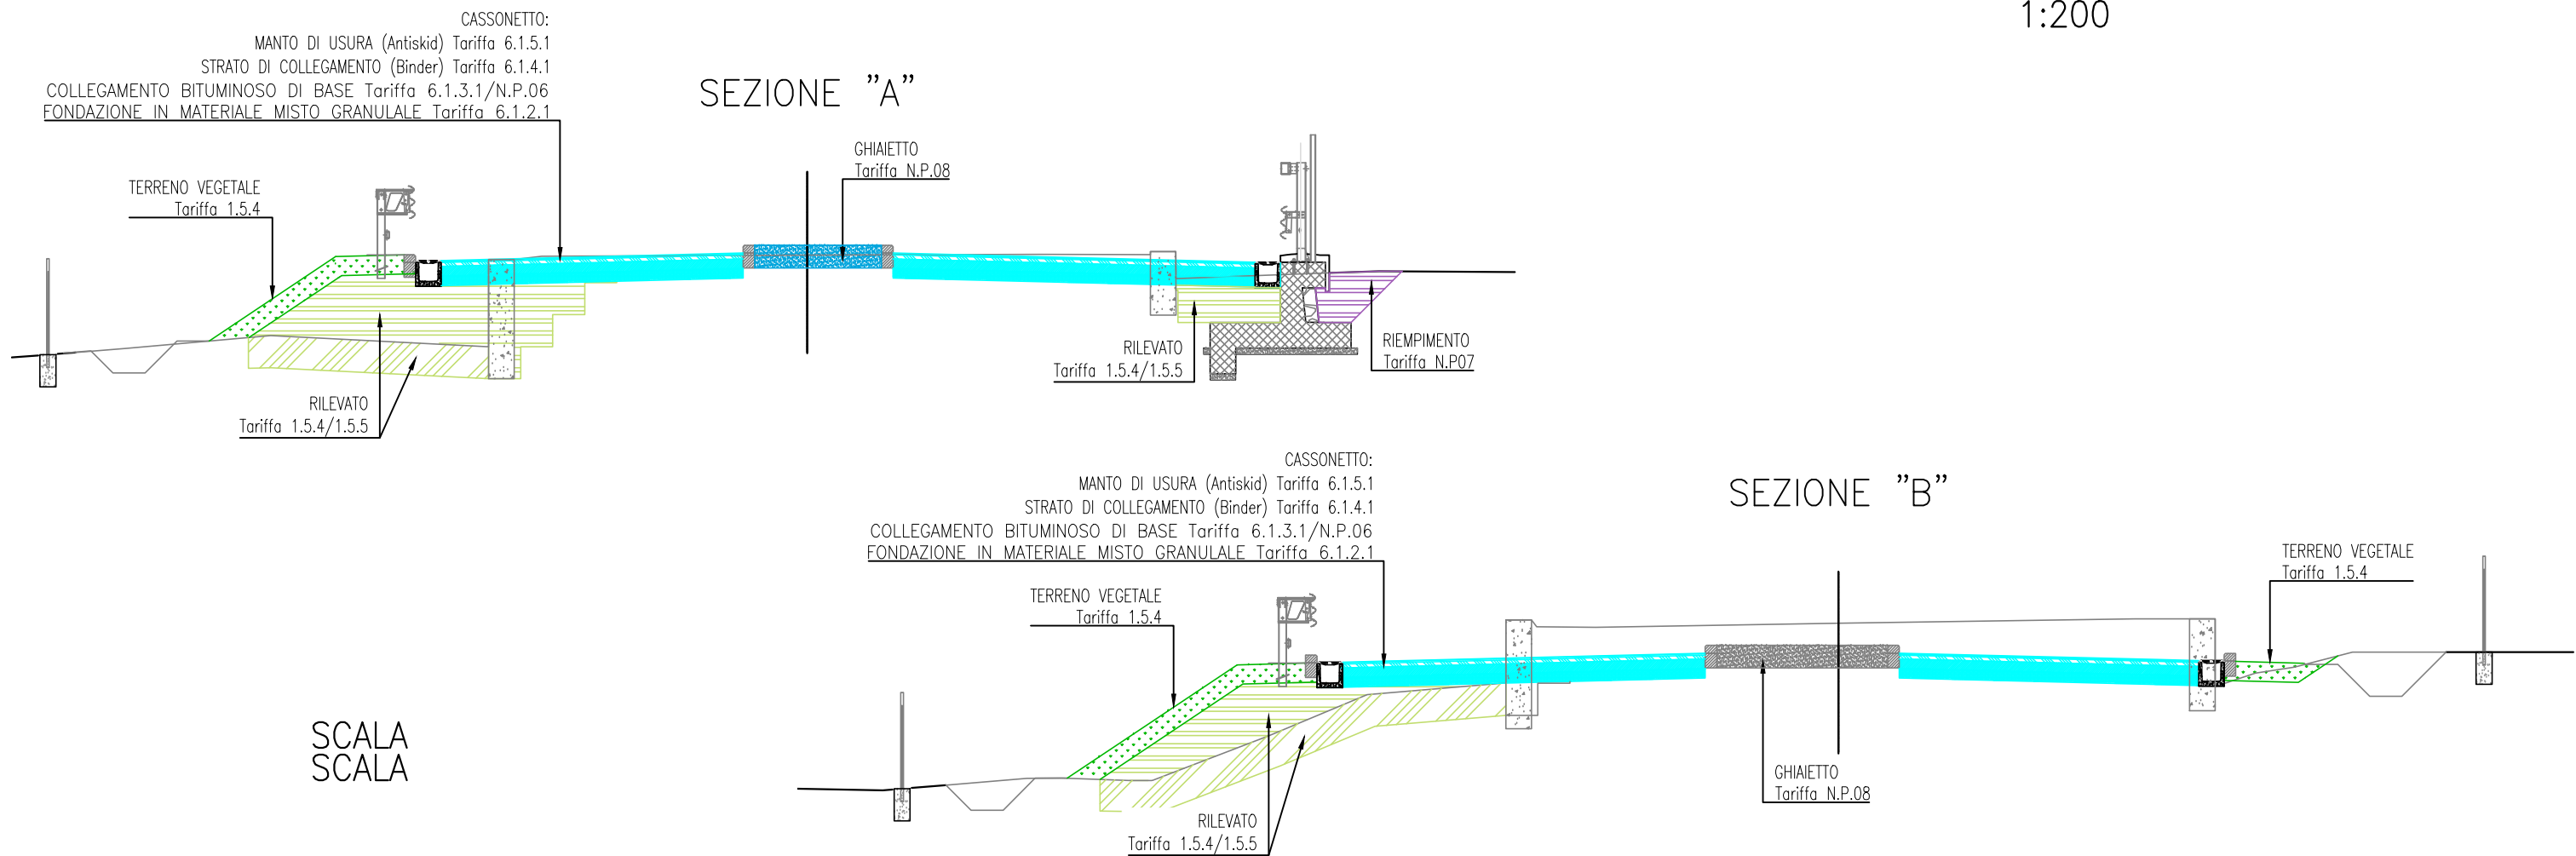 1:200
CASSONETTO:
MANTO DI USURA (Antiskid) Tariffa 6.1.5.1
STRATO DI COLLEGAMENTO (Binder) Tariffa 6.1.4.1
COLLEGAMENTO BITUMINOSO DI BASE Tariffa 6.1.3.1/N.P.06
FONDAZIONE IN MATERIALE MISTO GRANULALE Tariffa 6.1.2.1
SEZIONE "A"
GHIAIETTO
Tariffa N.P.08
TERRENO VEGETALE
Tariffa 1.5.4
RILEVATO
Tariffa 1.5.4/1.5.5
RIEMPIMENTO
Tariffa N.P07
RILEVATO
Tariffa 1.5.4/1.5.5
CASSONETTO:
MANTO DI USURA (Antiskid) Tariffa 6.1.5.1
STRATO DI COLLEGAMENTO (Binder) Tariffa 6.1.4.1
COLLEGAMENTO BITUMINOSO DI BASE Tariffa 6.1.3.1/N.P.06
FONDAZIONE IN MATERIALE MISTO GRANULALE Tariffa 6.1.2.1
SEZIONE "B"
TERRENO VEGETALE
Tariffa 1.5.4
TERRENO VEGETALE
Tariffa 1.5.4
SCALA
SCALA
GHIAIETTO
Tariffa N.P.08
RILEVATO
Tariffa 1.5.4/1.5.5